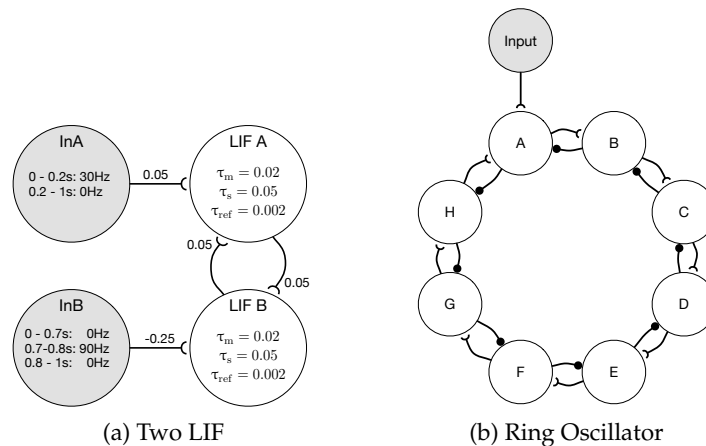 Input
InA
0 - 0.2s: 30Hz
0.2 - 1s: 0Hz
0.05
LIF A
τm = 0.02
τs = 0.05
τref = 0.002
0.05
0.05
InB
0 - 0.7s: 0Hz
0.7-0.8s: 90Hz
0.8 - 1s: 0Hz
-0.25
LIF B
τm = 0.02
τs = 0.05
τref = 0.002
A
B
H
C
G
D
F
E
(a) Two LIF
(b) Ring Oscillator